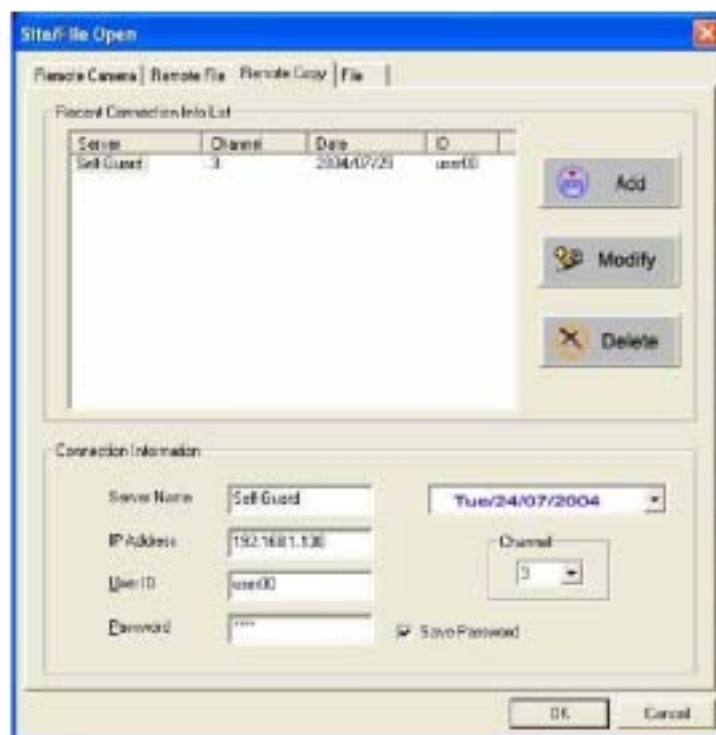 Site/File Open
Remote Camera Remote File Remote Copy File
Recent Connection Info List
Server Channel Date ID
Self-Guard 3 user00
Add
Modify
Delete
Connection Information
Server Name Self-Guard Tue/24/07/2004
IP Address Channel
User ID user00 3
Password **** Save Password
OK Cancel